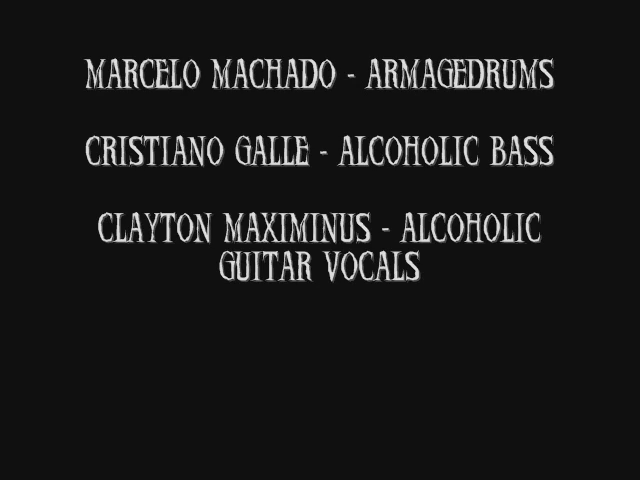 MARCELO MACHADO - ARMAGEDRUMS
CRISTIANO GALLE - ALCOHOLIC BASS
CLAYTON MAXIMINUS - ALCOHOLIC
GUITAR VOCALS